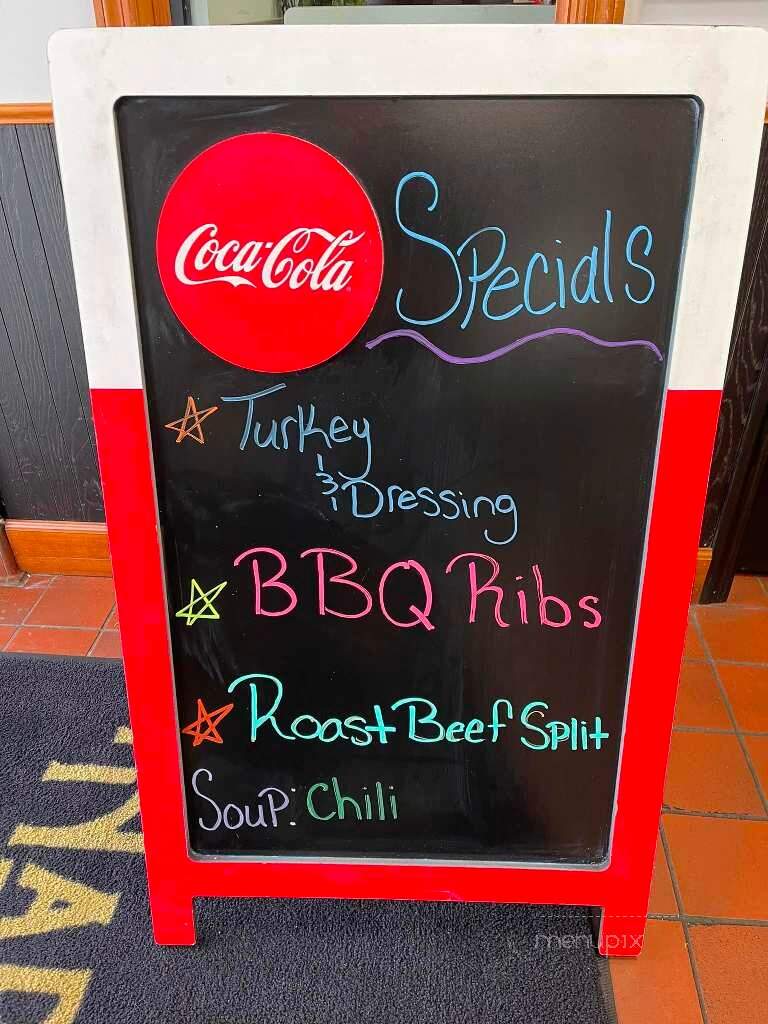 Coca-Cola
Specials
Turkey
& Dressing
BBQ Ribs
Roast Beef Split
Soup: Chili
menupix